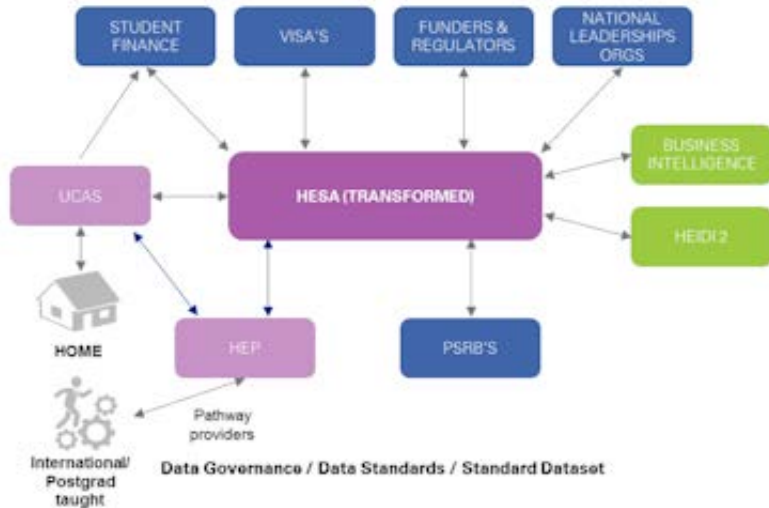 STUDENT
FINANCE
VISA'S
FUNDERS &
REGULATORS
NATIONAL
LEADERSHIPS
ORGS
BUSINESS
INTELLIGENCE
UCAS
HESA (TRANSFORMED)
HEIDI 2
HOME
HEP
PSRB'S
Pathway
providers
International/
Postgrad
taught
Data Governance / Data Standards / Standard Dataset